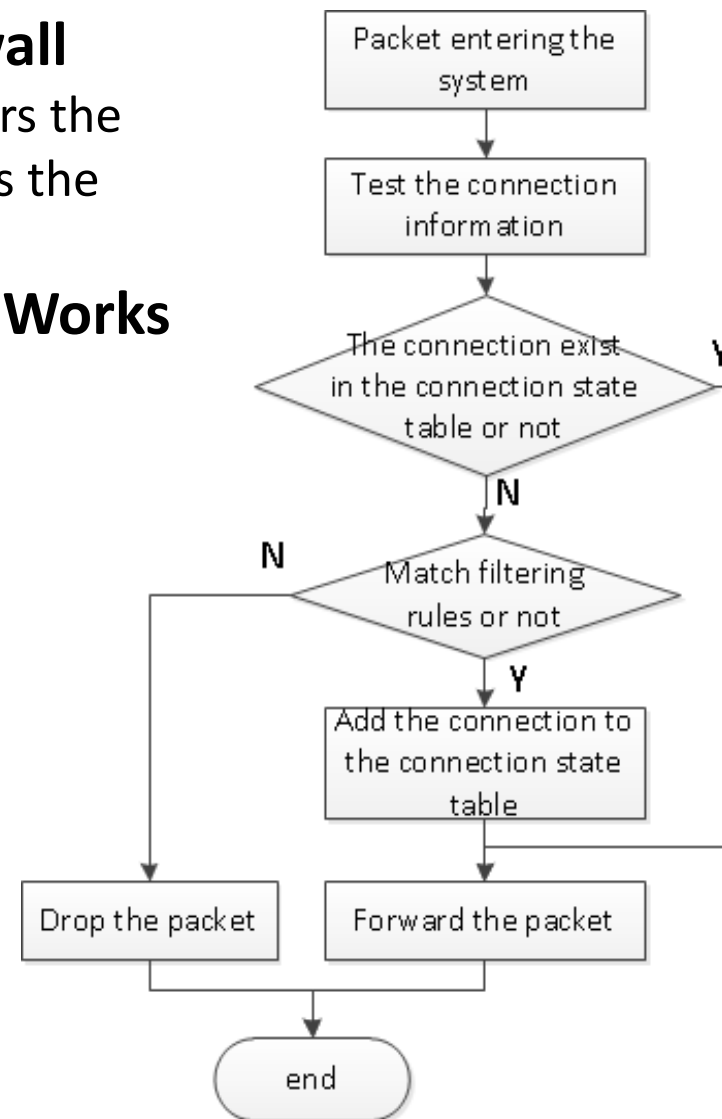 wall
rs the
s the
Works
Packet entering the
system
Test the connection
information
The connection exist
in the connection state
table or not
Y
N
Match filtering
rules or not
N
Y
Add the connection to
the connection state
table
Drop the packet
Forward the packet
end